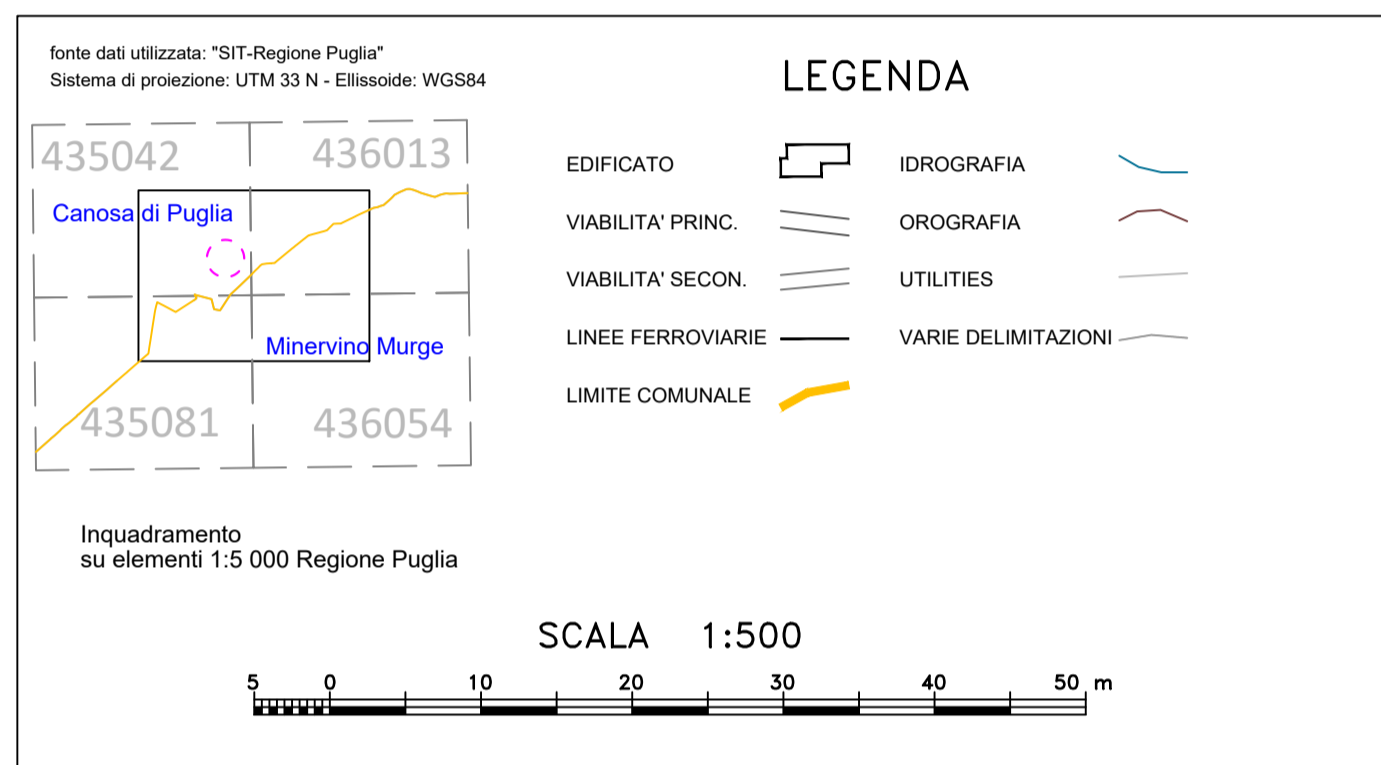 fonte dati utilizzata: "SIT-Regione Puglia"
Sistema di proiezione: UTM 33 N - Ellissoide: WGS84
435042
436013
Canosa di Puglia
Minervino Murge
435081
436054
Inquadramento
su elementi 1:5 000 Regione Puglia
LEGENDA
EDIFICATO
VIABILITA' PRINC.
VIABILITA' SECON.
LINEE FERROVIARIE
LIMITE COMUNALE
IDROGRAFIA
OROGRAFIA
UTILITIES
VARIE DELIMITAZIONI
SCALA 1:500
5 0 10 20 30 40 50 m